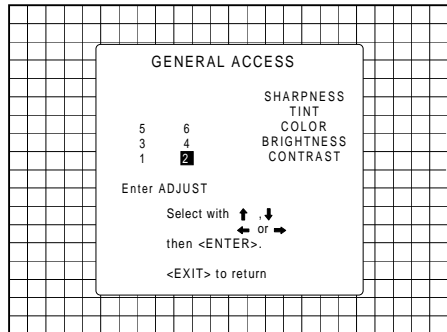 GENERAL ACCESS
SHARPNESS
TINT
5 6 COLOR
3 4 BRIGHTNESS
1 2 CONTRAST
Enter ADJUST
Select with ↑ , ↓
← or →
then <ENTER>.
<EXIT> to return